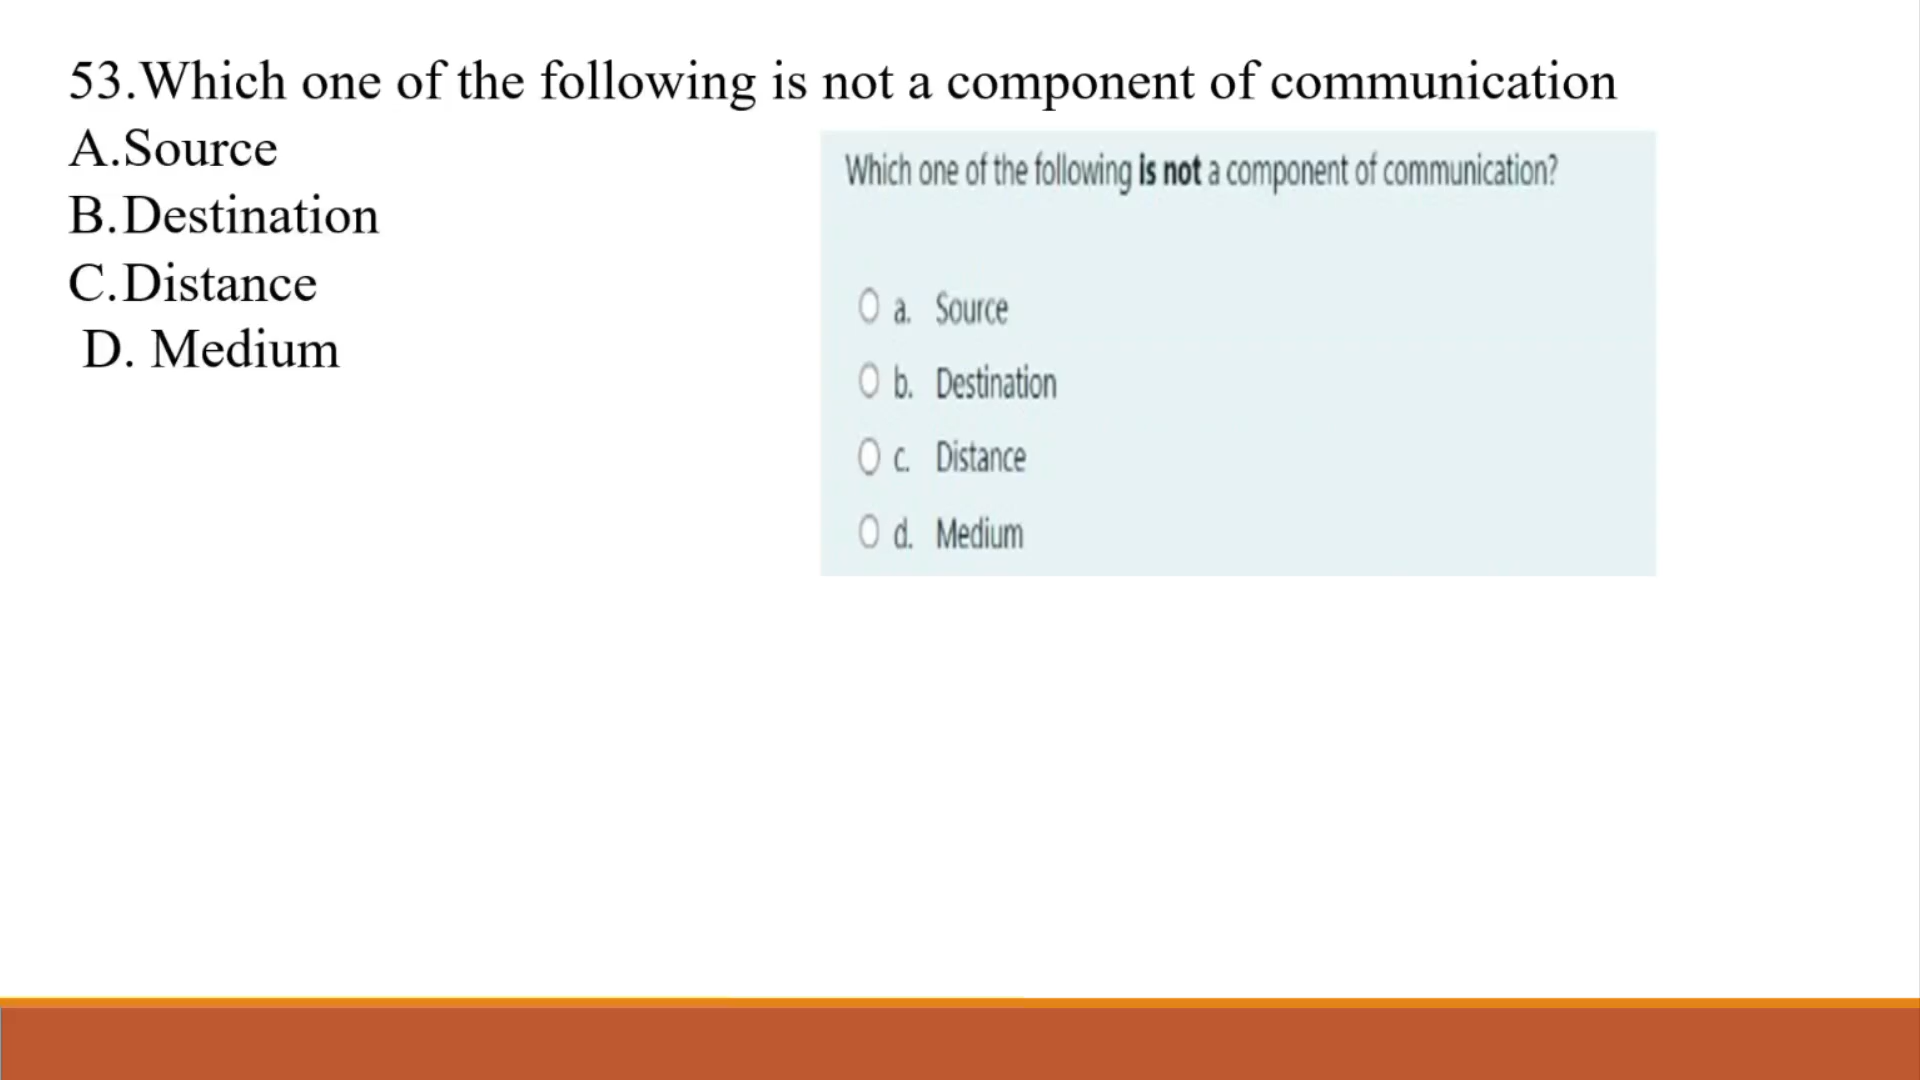 53.Which one of the following is not a component of communication
A.Source
B.Destination
C.Distance
D. Medium
Which one of the following is not a component of communication?
a. Source
b. Destination
c. Distance
d. Medium